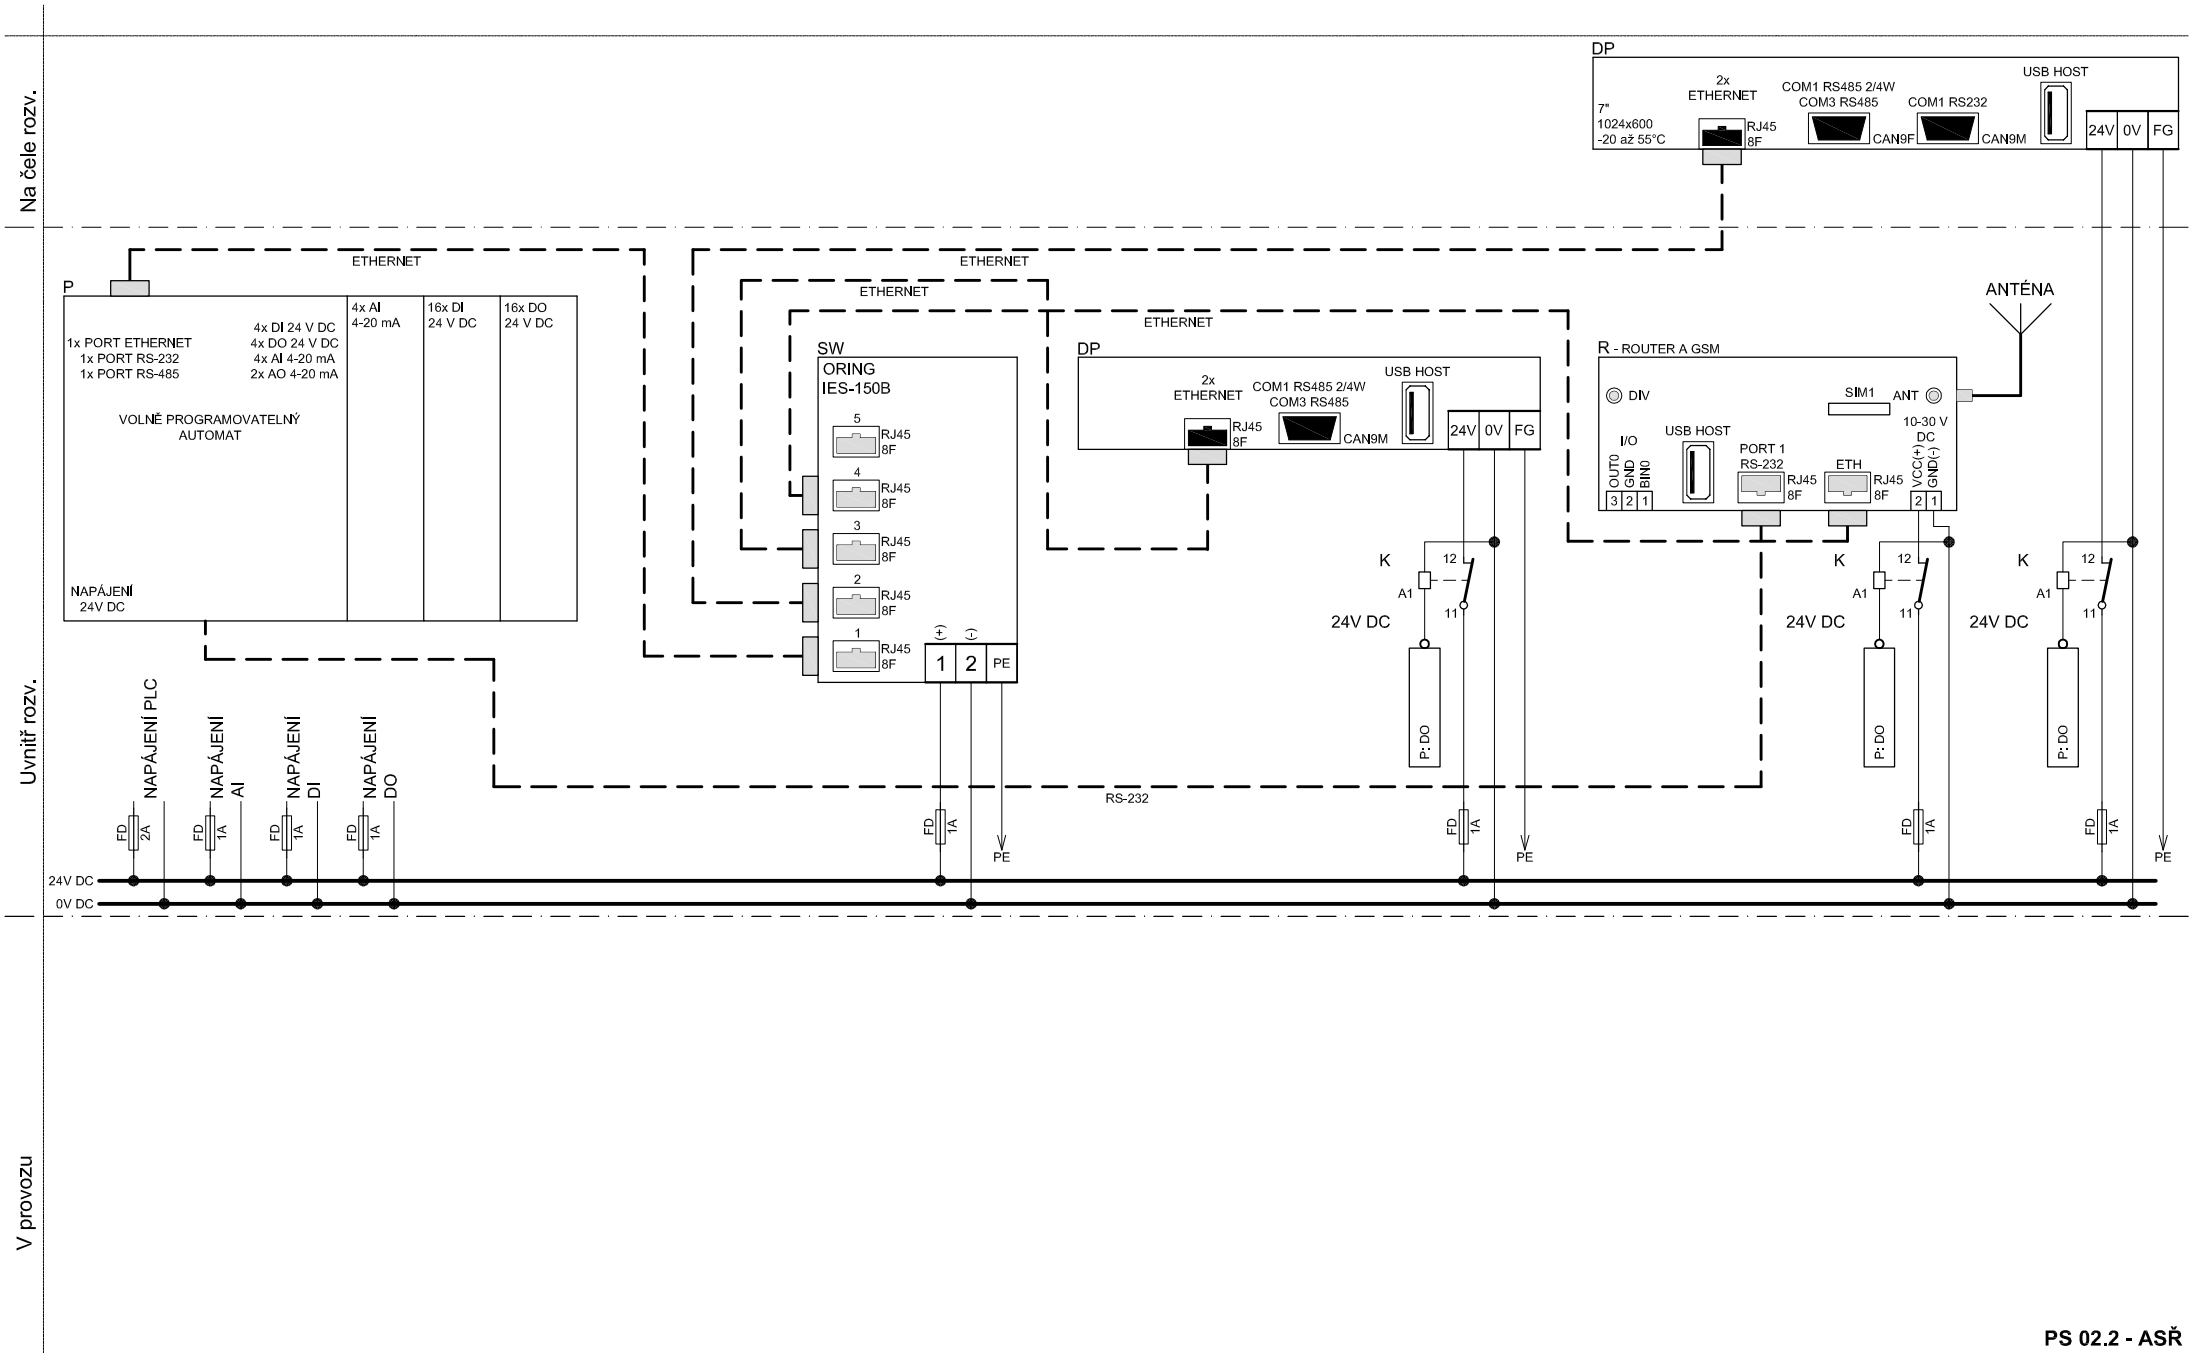 Na čele rozv.
DP
7"
1024x600
-20 až 55°C
2x
ETHERNET
RJ45
8F
COM1 RS485 2/4W
COM3 RS485
CAN9F
COM1 RS232
CAN9M
USB HOST
24V 0V FG
Uvnitř rozv.
ETHERNET
ETHERNET
ETHERNET
ETHERNET
P
1x PORT ETHERNET
1x PORT RS-232
1x PORT RS-485
4x DI 24 V DC
4x DO 24 V DC
4x AI 4-20 mA
2x AO 4-20 mA
VOLNĚ PROGRAMOVATELNÝ
AUTOMAT
NAPÁJENÍ
24V DC
4x AI
4-20 mA
16x DI
24 V DC
16x DO
24 V DC
SW
ORING
IES-150B
5
RJ45
8F
4
RJ45
8F
3
RJ45
8F
2
RJ45
8F
1
RJ45
8F
(+) (-)
1 2 PE
DP
2x
ETHERNET
RJ45
8F
COM1 RS485 2/4W
COM3 RS485
CAN9M
USB HOST
24V 0V FG
R - ROUTER A GSM
DIV
SIM1
ANT
ANTÉNA
10-30 V
DC
VCC(+)
GND(-)
2 1
I/O
OUT0
GND
BIN0
3 2 1
USB HOST
PORT 1
RS-232
RJ45
8F
ETH
RJ45
8F
K
12
A1
11
24V DC
P: DO
K
12
A1
11
24V DC
P: DO
K
12
A1
11
24V DC
P: DO
RS-232
NAPÁJENÍ PLC
NAPÁJENÍ
AI
NAPÁJENÍ
DI
NAPÁJENÍ
DO
FD
2A
FD
1A
FD
1A
FD
1A
FD
1A
PE
FD
1A
PE
FD
1A
FD
1A
PE
24V DC
0V DC
V provozu
PS 02.2 - ASŘ